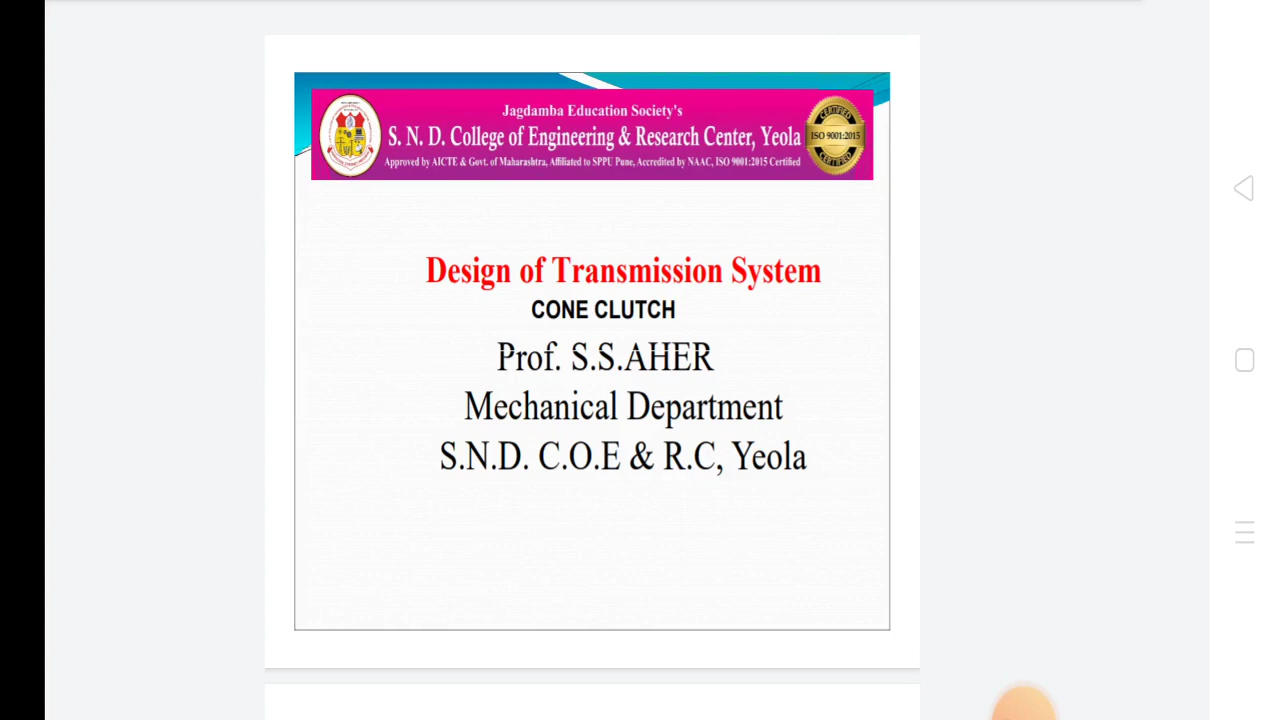 Jagdamba Education Society's
S. N. D. College of Engineering & Research Center, Yeola
Approved by AICTE & Govt. of Maharashtra, Affiliated to SPPU Pune, Accredited by NAAC, ISO 9001:2015 Certified
CERTIFIED
ISO 9001:2015
CERTIFIED
Design of Transmission System
CONE CLUTCH
Prof. S.S.AHER
Mechanical Department
S.N.D. C.O.E & R.C, Yeola